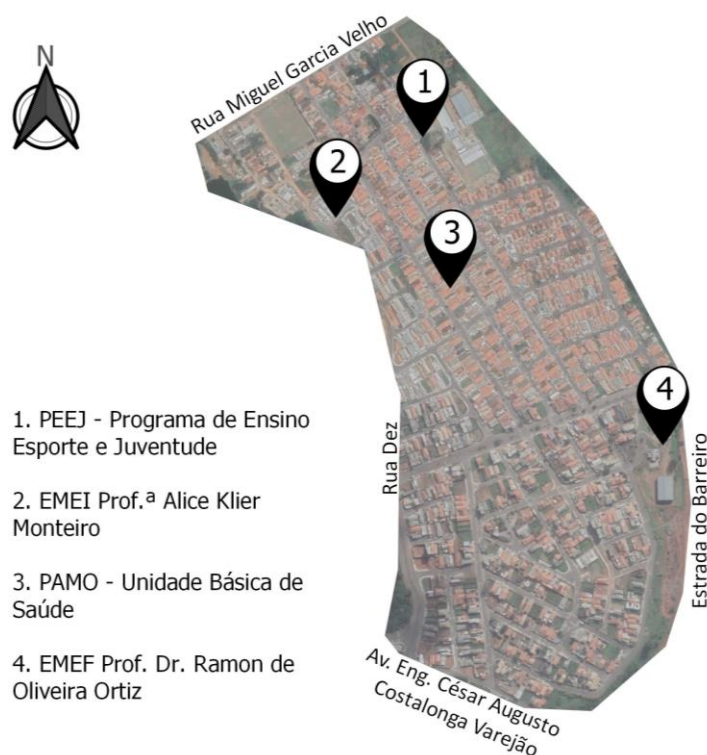 N
Rua Miguel Garcia Velho
1
2
3
4
1. PEEJ - Programa de Ensino
Esporte e Juventude
2. EMEI Prof.ª Alice Klier
Monteiro
3. PAMO - Unidade Básica de
Saúde
4. EMEF Prof. Dr. Ramon de
Oliveira Ortiz
Rua Dez
Estrada do Barreiro
Av. Eng. César Augusto
Costalonga Varejão